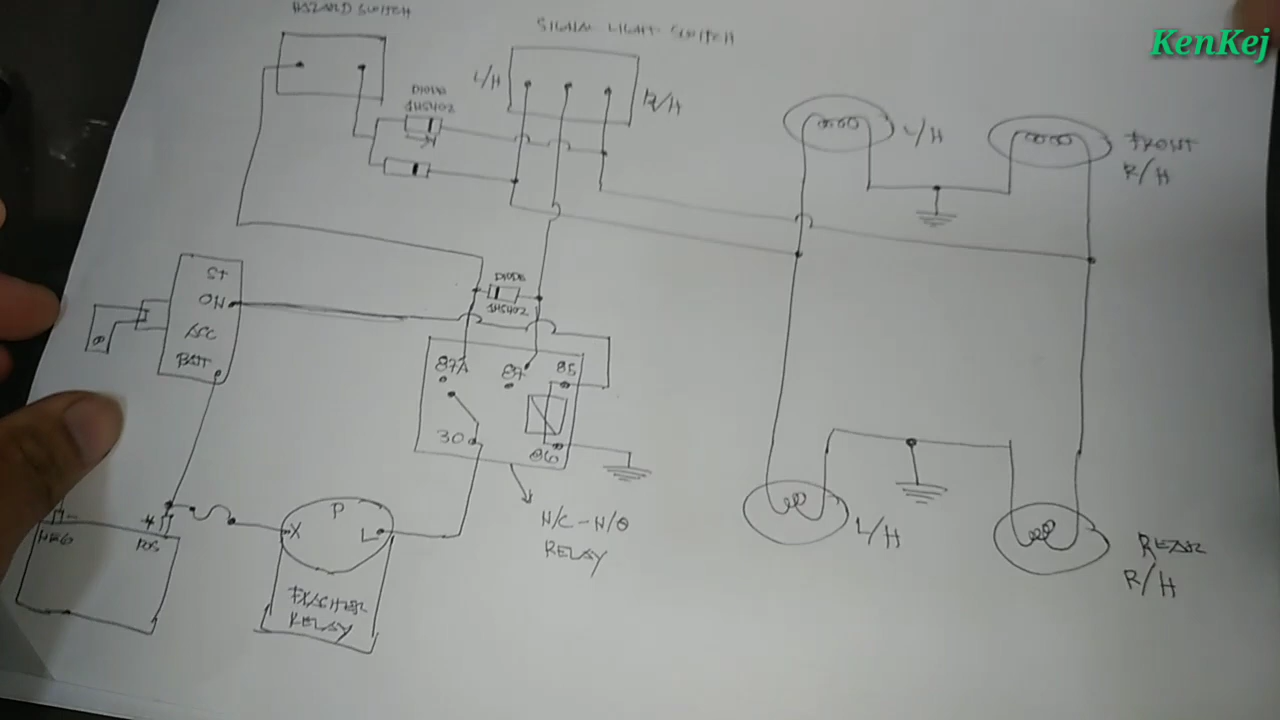 KenKej
HAZARD SWITCH
SIGNAL LIGHT SWITCH
L/H
R/H
DIODE
1N5402
L/H
FRONT
R/H
ST
ON
ACC
BATT
DIODE
1N5402
87A
87
85
30
86
N/C-N/O
RELAY
NEG
-
+
POS
X
P
L
FLASHER
RELAY
L/H
REAR
R/H